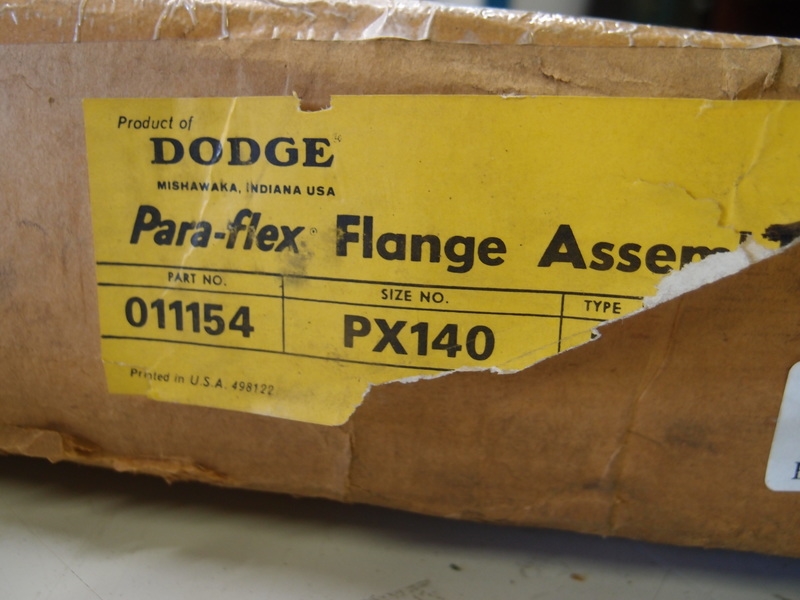 Product of
DODGE®
MISHAWAKA, INDIANA USA
Para-flex® Flange Assem
PART NO. SIZE NO. TYPE
011154 PX140
Printed in U.S.A. 498122